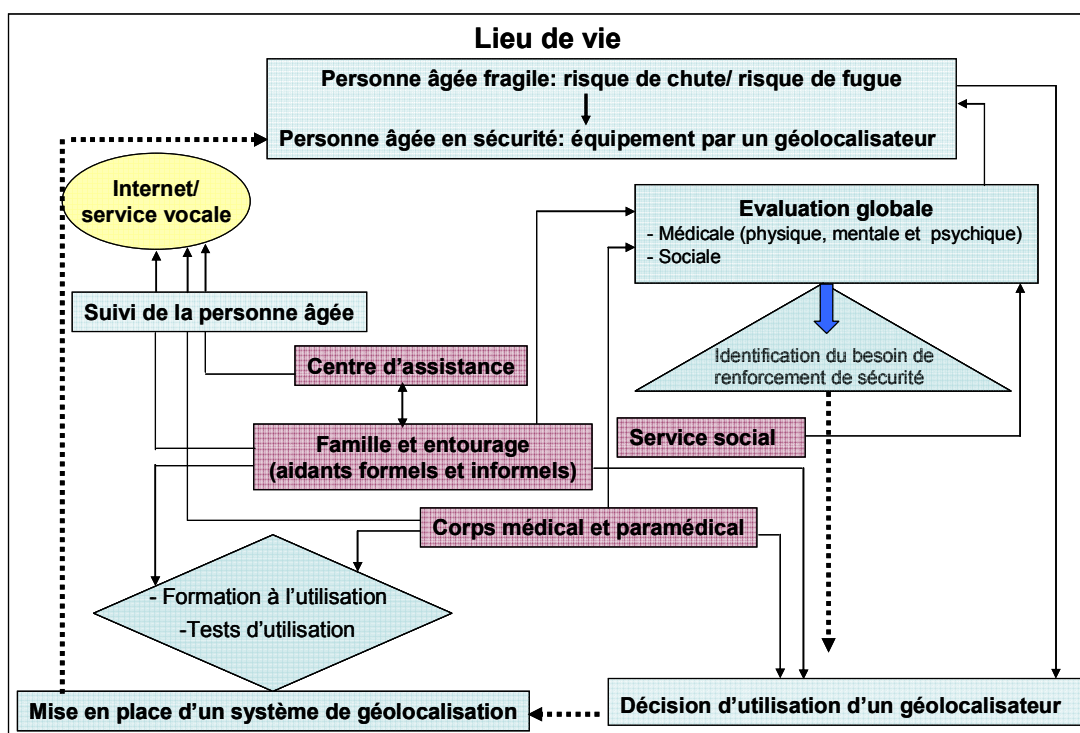 Lieu de vie
Personne âgée fragile: risque de chute/ risque de fugue
Personne âgée en sécurité: équipement par un géolocalisateur
Internet/
service vocale
Evaluation globale
- Médicale (physique, mentale et psychique)
- Sociale
Suivi de la personne âgée
Identification du besoin de
renforcement de sécurité
Centre d'assistance
Famille et entourage
(aidants formels et informels)
Service social
Corps médical et paramédical
- Formation à l'utilisation
-Tests d'utilisation
Mise en place d'un système de géolocalisation
Décision d'utilisation d'un géolocalisateur